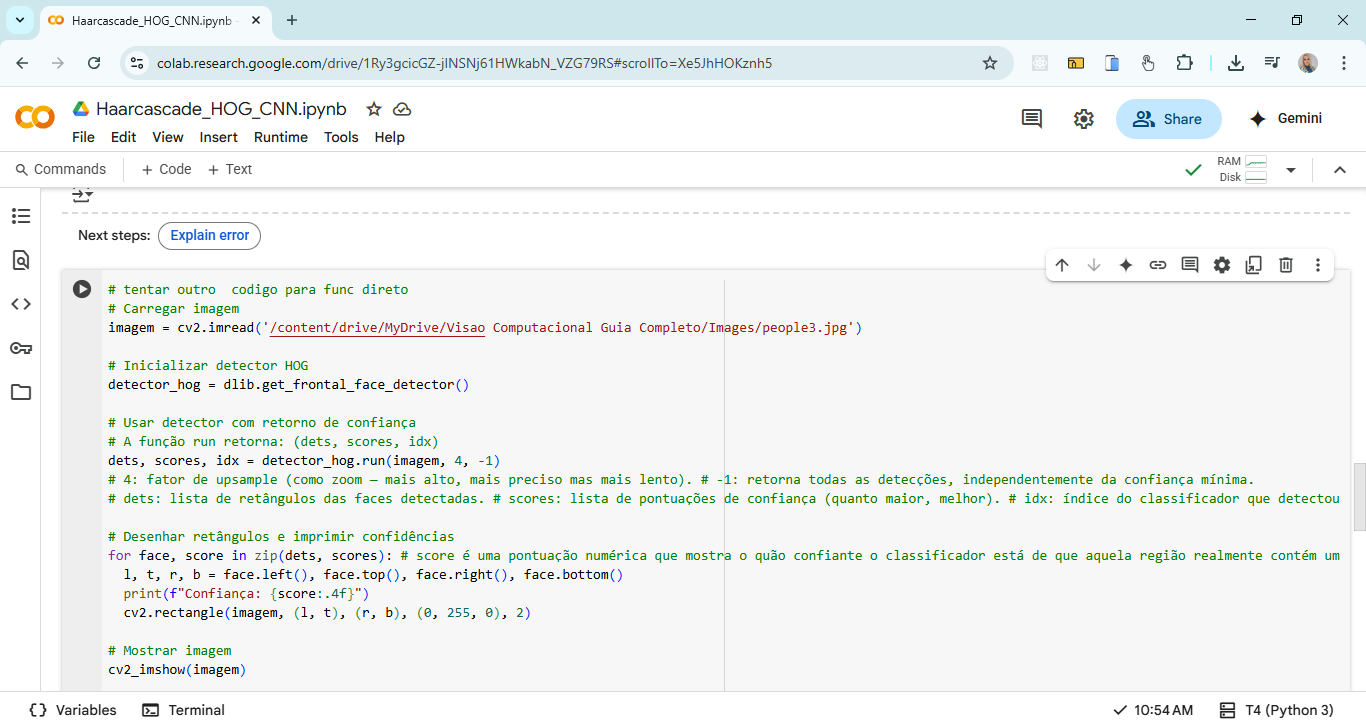 Haarcascade_HOG_CNN.ipynb
colab.research.google.com/drive/1Ry3gcicGZ-jINSNj61HWkabN_VZG79RS#scrollTo=Xe5JhHOKznh5
Haarcascade_HOG_CNN.ipynb
File Edit View Insert Runtime Tools Help
Share
Gemini
Commands + Code + Text
RAM
Disk
Next steps: Explain error
# tentar outro  codigo para func direto
# Carregar imagem
imagem = cv2.imread('/content/drive/MyDrive/Visao Computacional Guia Completo/Images/people3.jpg')
# Inicializar detector HOG
detector_hog = dlib.get_frontal_face_detector()
# Usar detector com retorno de confiança
# A função run retorna: (dets, scores, idx)
dets, scores, idx = detector_hog.run(imagem, 4, -1)
# 4: fator de upsample (como zoom — mais alto, mais preciso mas mais lento). # -1: retorna todas as detecções, independentemente da confiança mínima.
# dets: lista de retângulos das faces detectadas. # scores: lista de pontuações de confiança (quanto maior, melhor). # idx: índice do classificador que detectou
# Desenhar retângulos e imprimir confidências
for face, score in zip(dets, scores): # score é uma pontuação numérica que mostra o quão confiante o classificador está de que aquela região realmente contém um
  l, t, r, b = face.left(), face.top(), face.right(), face.bottom()
  print(f"Confiança: {score:.4f}")
  cv2.rectangle(imagem, (l, t), (r, b), (0, 255, 0), 2)
# Mostrar imagem
cv2_imshow(imagem)
Variables Terminal
10:54 AM
T4 (Python 3)